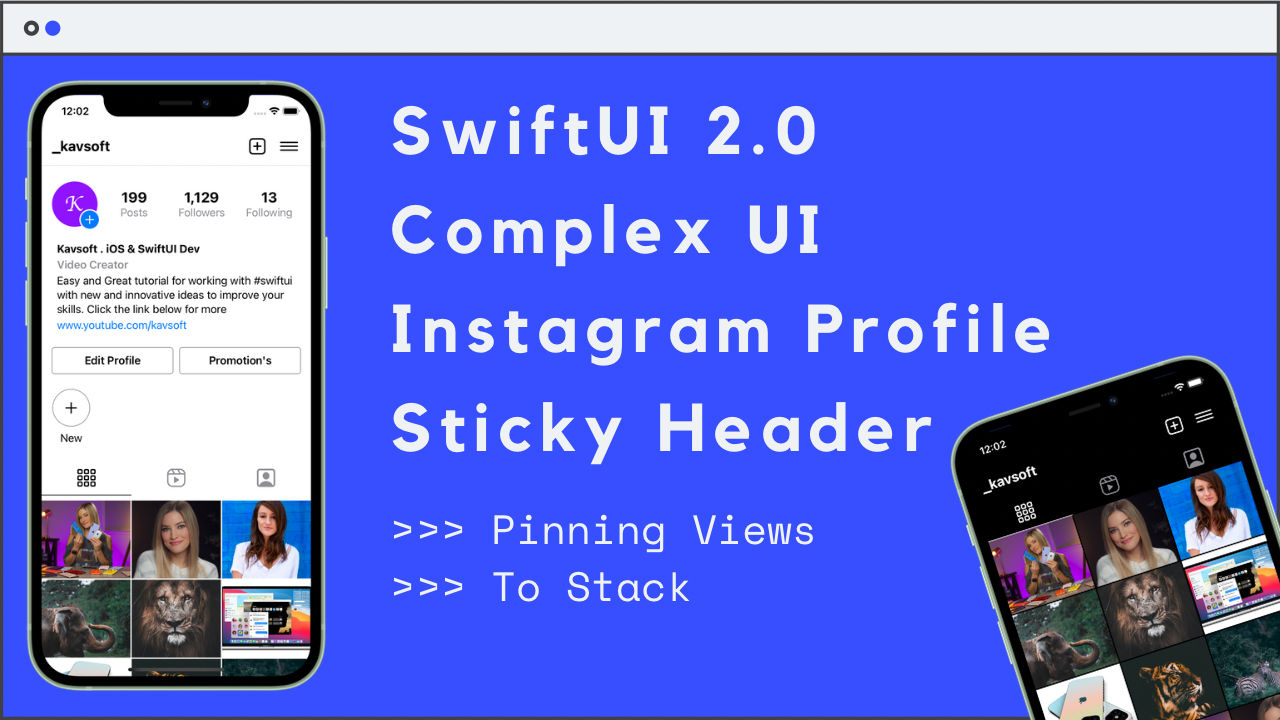 12:02
_kavsoft
K
199 1,129 13
Posts Followers Following
Kavsoft . iOS & SwiftUI Dev
Video Creator
Easy and Great tutorial for working with #swiftui
with new and innovative ideas to improve your
skills. Click the link below for more
www.youtube.com/kavsoft
Edit Profile Promotion's
New
SwiftUI 2.0
Complex UI
Instagram Profile
Sticky Header
>>> Pinning Views
>>> To Stack
12:02
_kavsoft